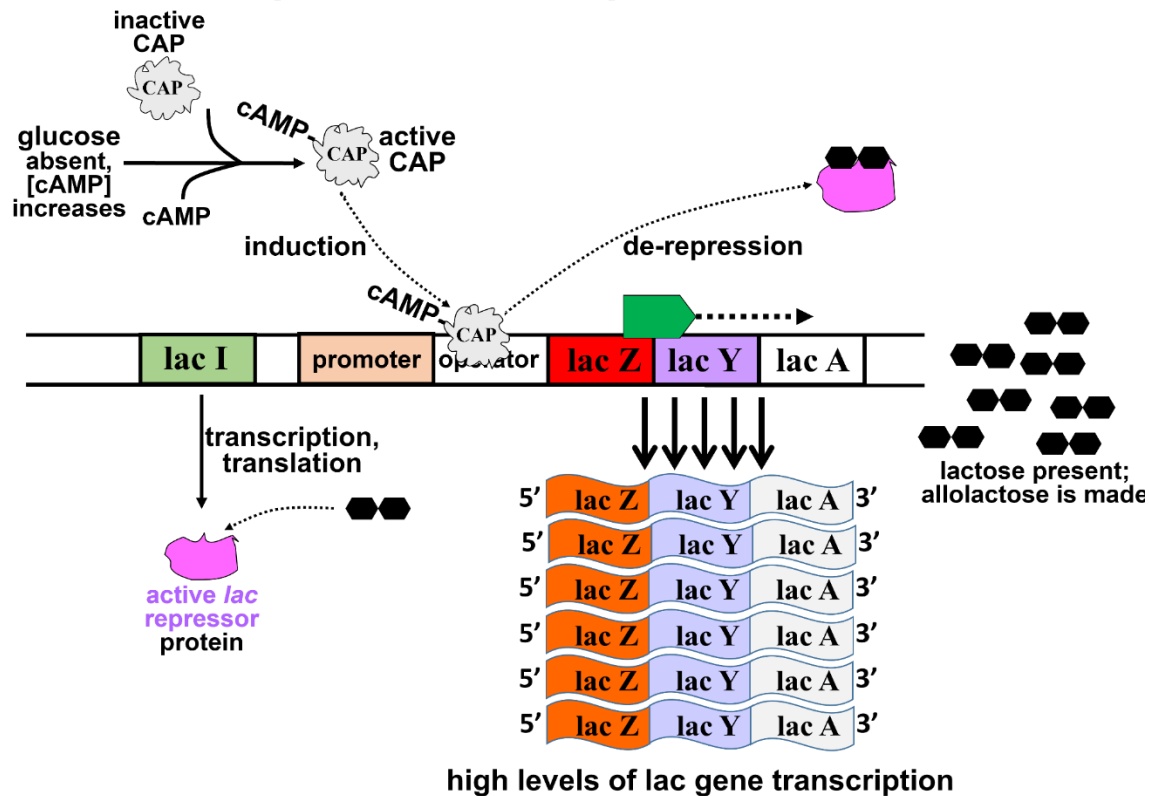 inactive
CAP
CAP
cAMP-
CAP
active
CAP
glucose
absent,
[cAMP]
increases
cAMP
induction
de-repression
cAMP-
CAP
lac I
promoter
operator
lac Z
lac Y
lac A
transcription,
translation
lactose present;
allolactose is made
active lac
repressor
protein
5’ lac Z lac Y lac A 3’
5’ lac Z lac Y lac A 3’
5’ lac Z lac Y lac A 3’
5’ lac Z lac Y lac A 3’
5’ lac Z lac Y lac A 3’
5’ lac Z lac Y lac A 3’
high levels of lac gene transcription